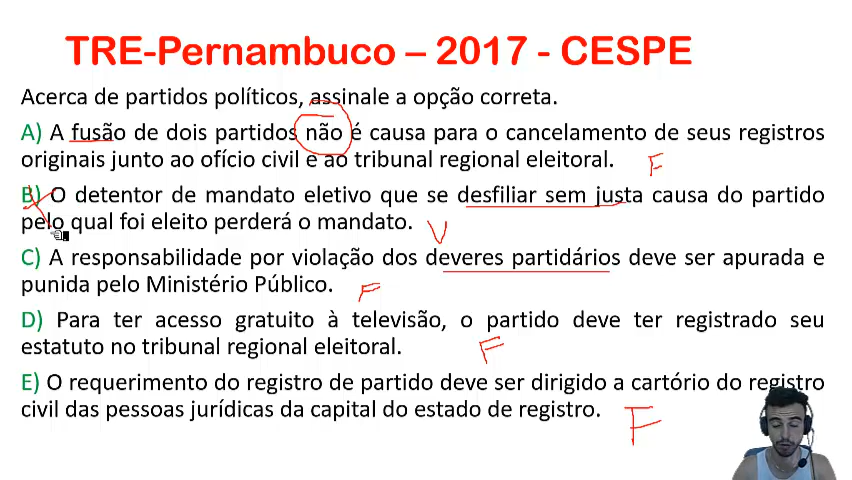 TRE-Pernambuco – 2017 - CESPE
Acerca de partidos políticos, assinale a opção correta.
A) A fusão de dois partidos não é causa para o cancelamento de seus registros
originais junto ao ofício civil e ao tribunal regional eleitoral. F
B) O detentor de mandato eletivo que se desfiliar sem justa causa do partido
pelo qual foi eleito perderá o mandato. V
C) A responsabilidade por violação dos deveres partidários deve ser apurada e
punida pelo Ministério Público. F
D) Para ter acesso gratuito à televisão, o partido deve ter registrado seu
estatuto no tribunal regional eleitoral. F
E) O requerimento do registro de partido deve ser dirigido a cartório do registro
civil das pessoas jurídicas da capital do estado de registro. F